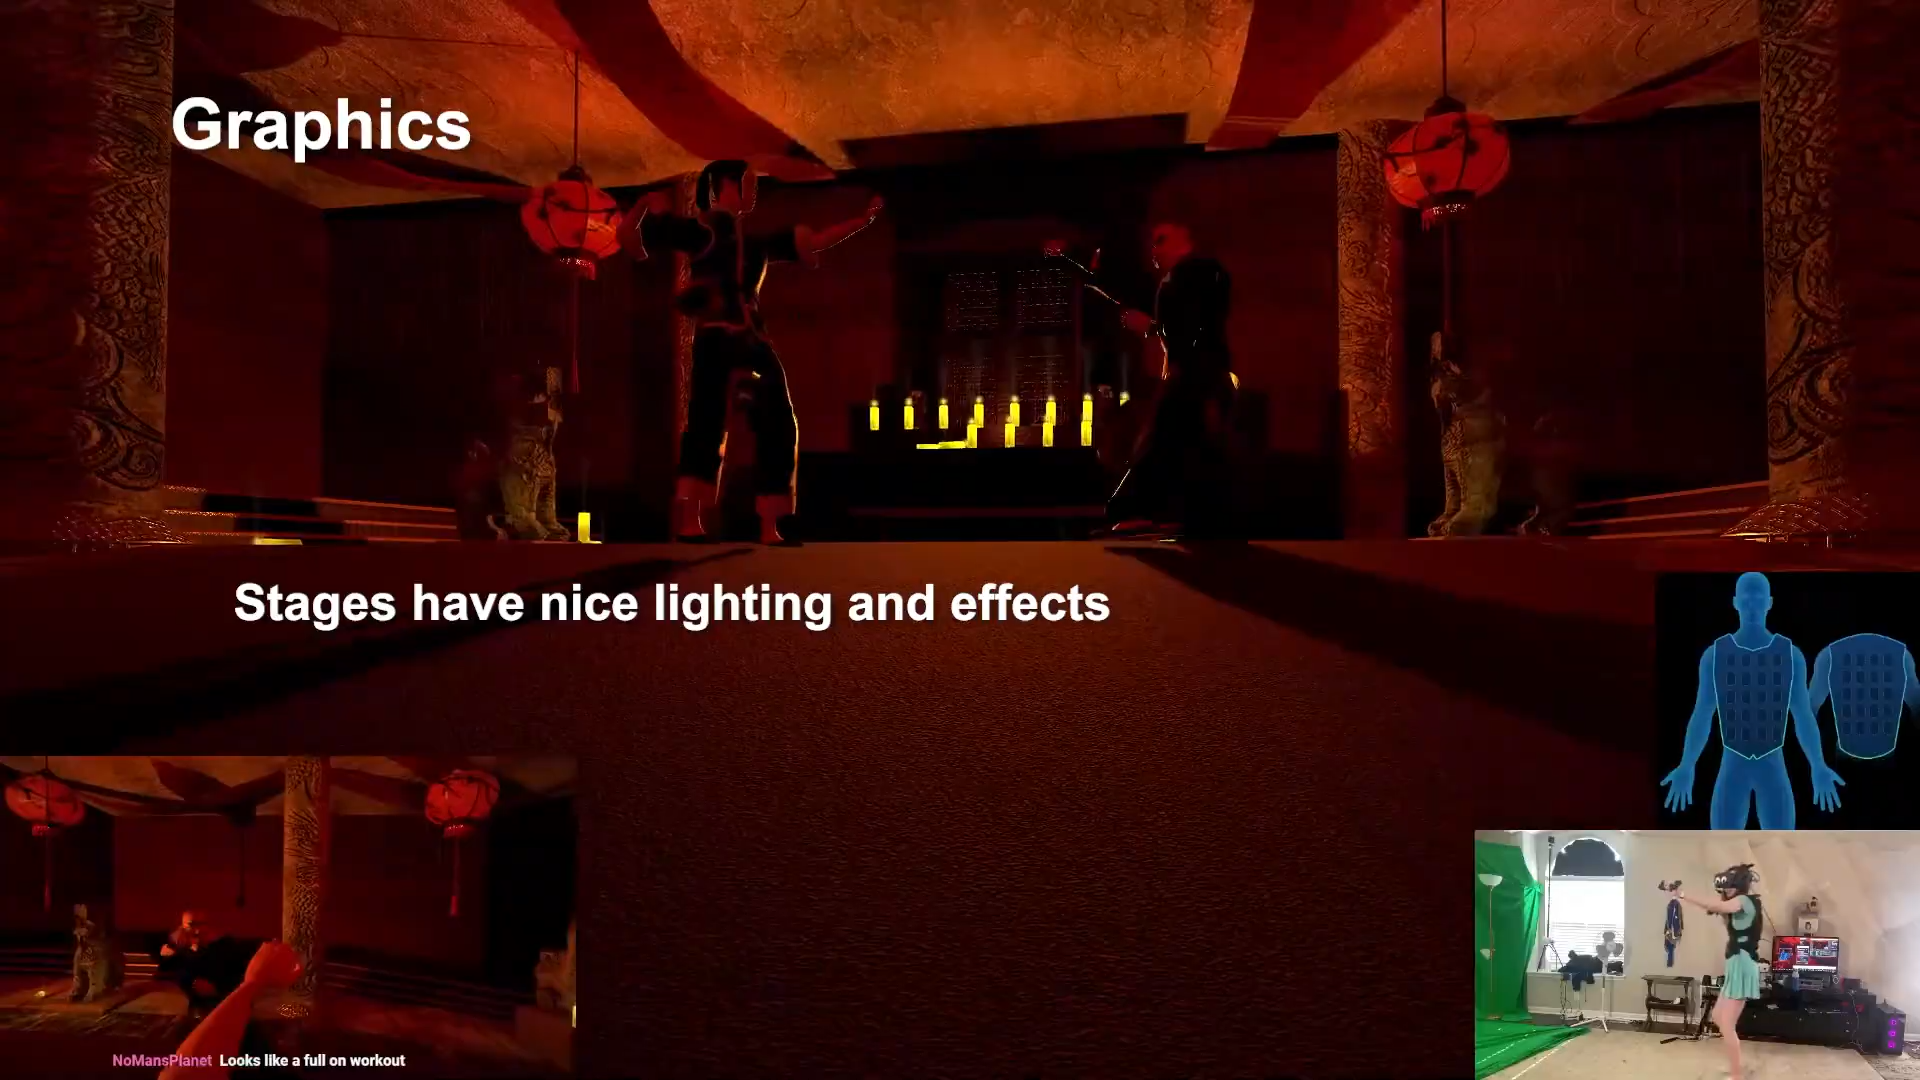 Graphics
Stages have nice lighting and effects
NoMansPlanet Looks like a full on workout